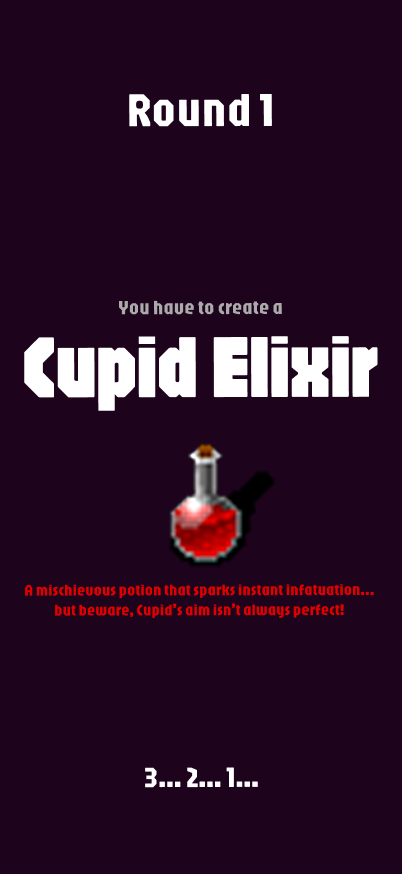 Round 1
You have to create a
Cupid Elixir
A mischievous potion that sparks instant infatuation...
but beware, Cupid's aim isn't always perfect!
3... 2... 1...